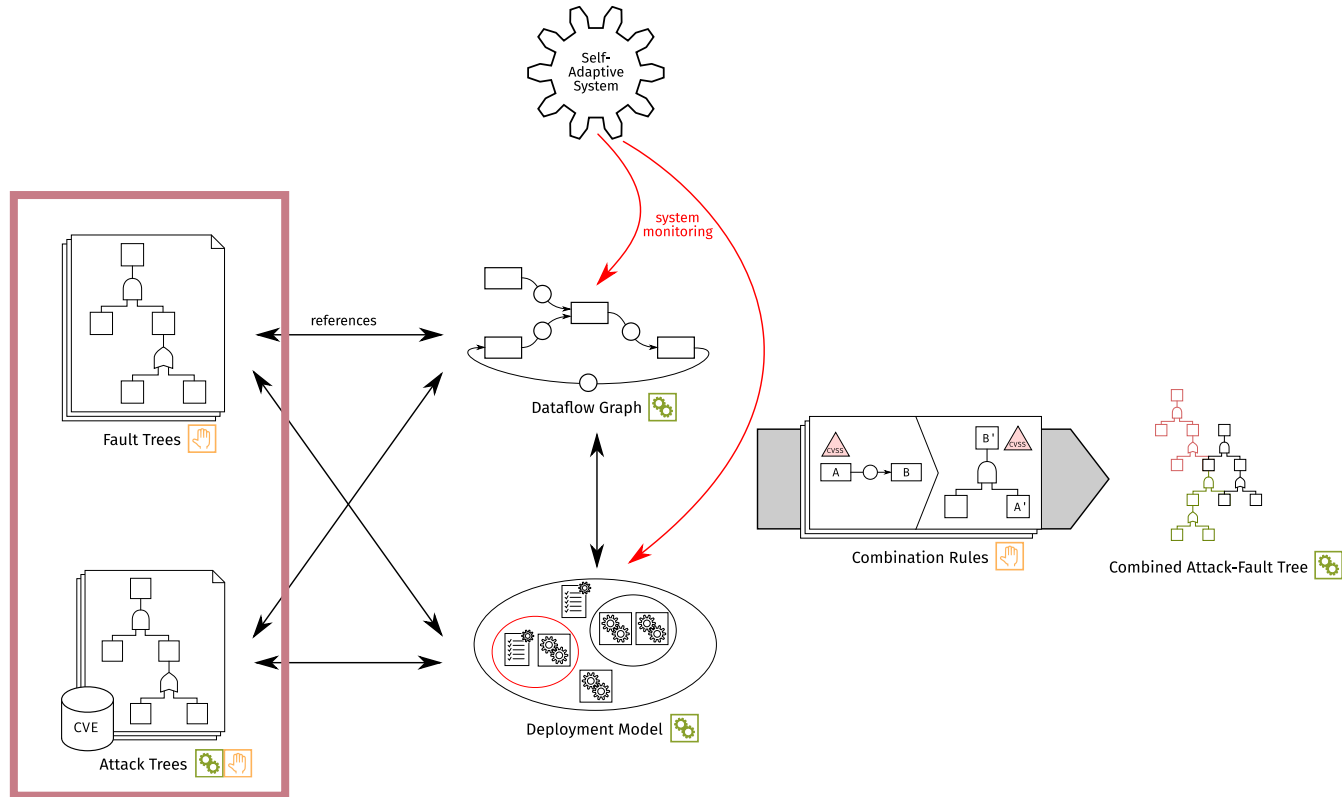 Self-
Adaptive
System
system
monitoring
references
Fault Trees
Dataflow Graph
CVSS
A
B
B'
CVSS
A'
Combination Rules
Combined Attack-Fault Tree
CVE
Attack Trees
Deployment Model